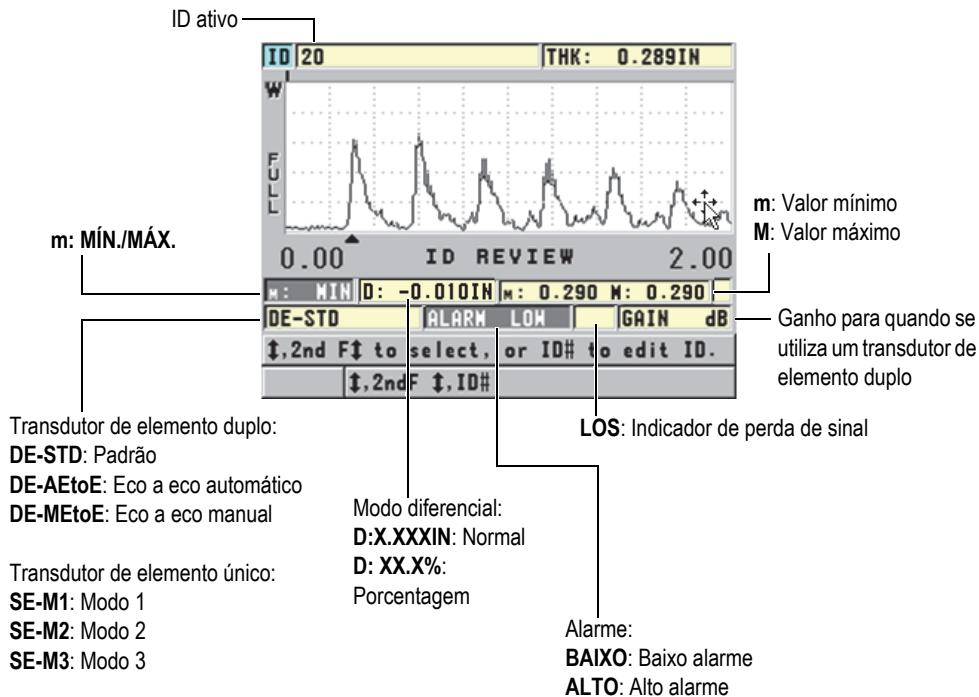 ID ativo
ID 20 THK: 0.289IN
W
FULL
0.00 ID REVIEW 2.00
m: MIN D: -0.010IN m: 0.290 M: 0.290
DE-STD ALARM LOW GAIN dB
↕,2nd F↕ to select, or ID# to edit ID.
↕,2ndF ↕,ID#
m: MÍN./MÁX.
m: Valor mínimo
M: Valor máximo
Ganho para quando se
utiliza um transdutor de
elemento duplo
LOS: Indicador de perda de sinal
Transdutor de elemento duplo:
DE-STD: Padrão
DE-AEtoE: Eco a eco automático
DE-MEtoE: Eco a eco manual
Transdutor de elemento único:
SE-M1: Modo 1
SE-M2: Modo 2
SE-M3: Modo 3
Modo diferencial:
D:X.XXXIN: Normal
D: XX.X%:
Porcentagem
Alarme:
BAIXO: Baixo alarme
ALTO: Alto alarme